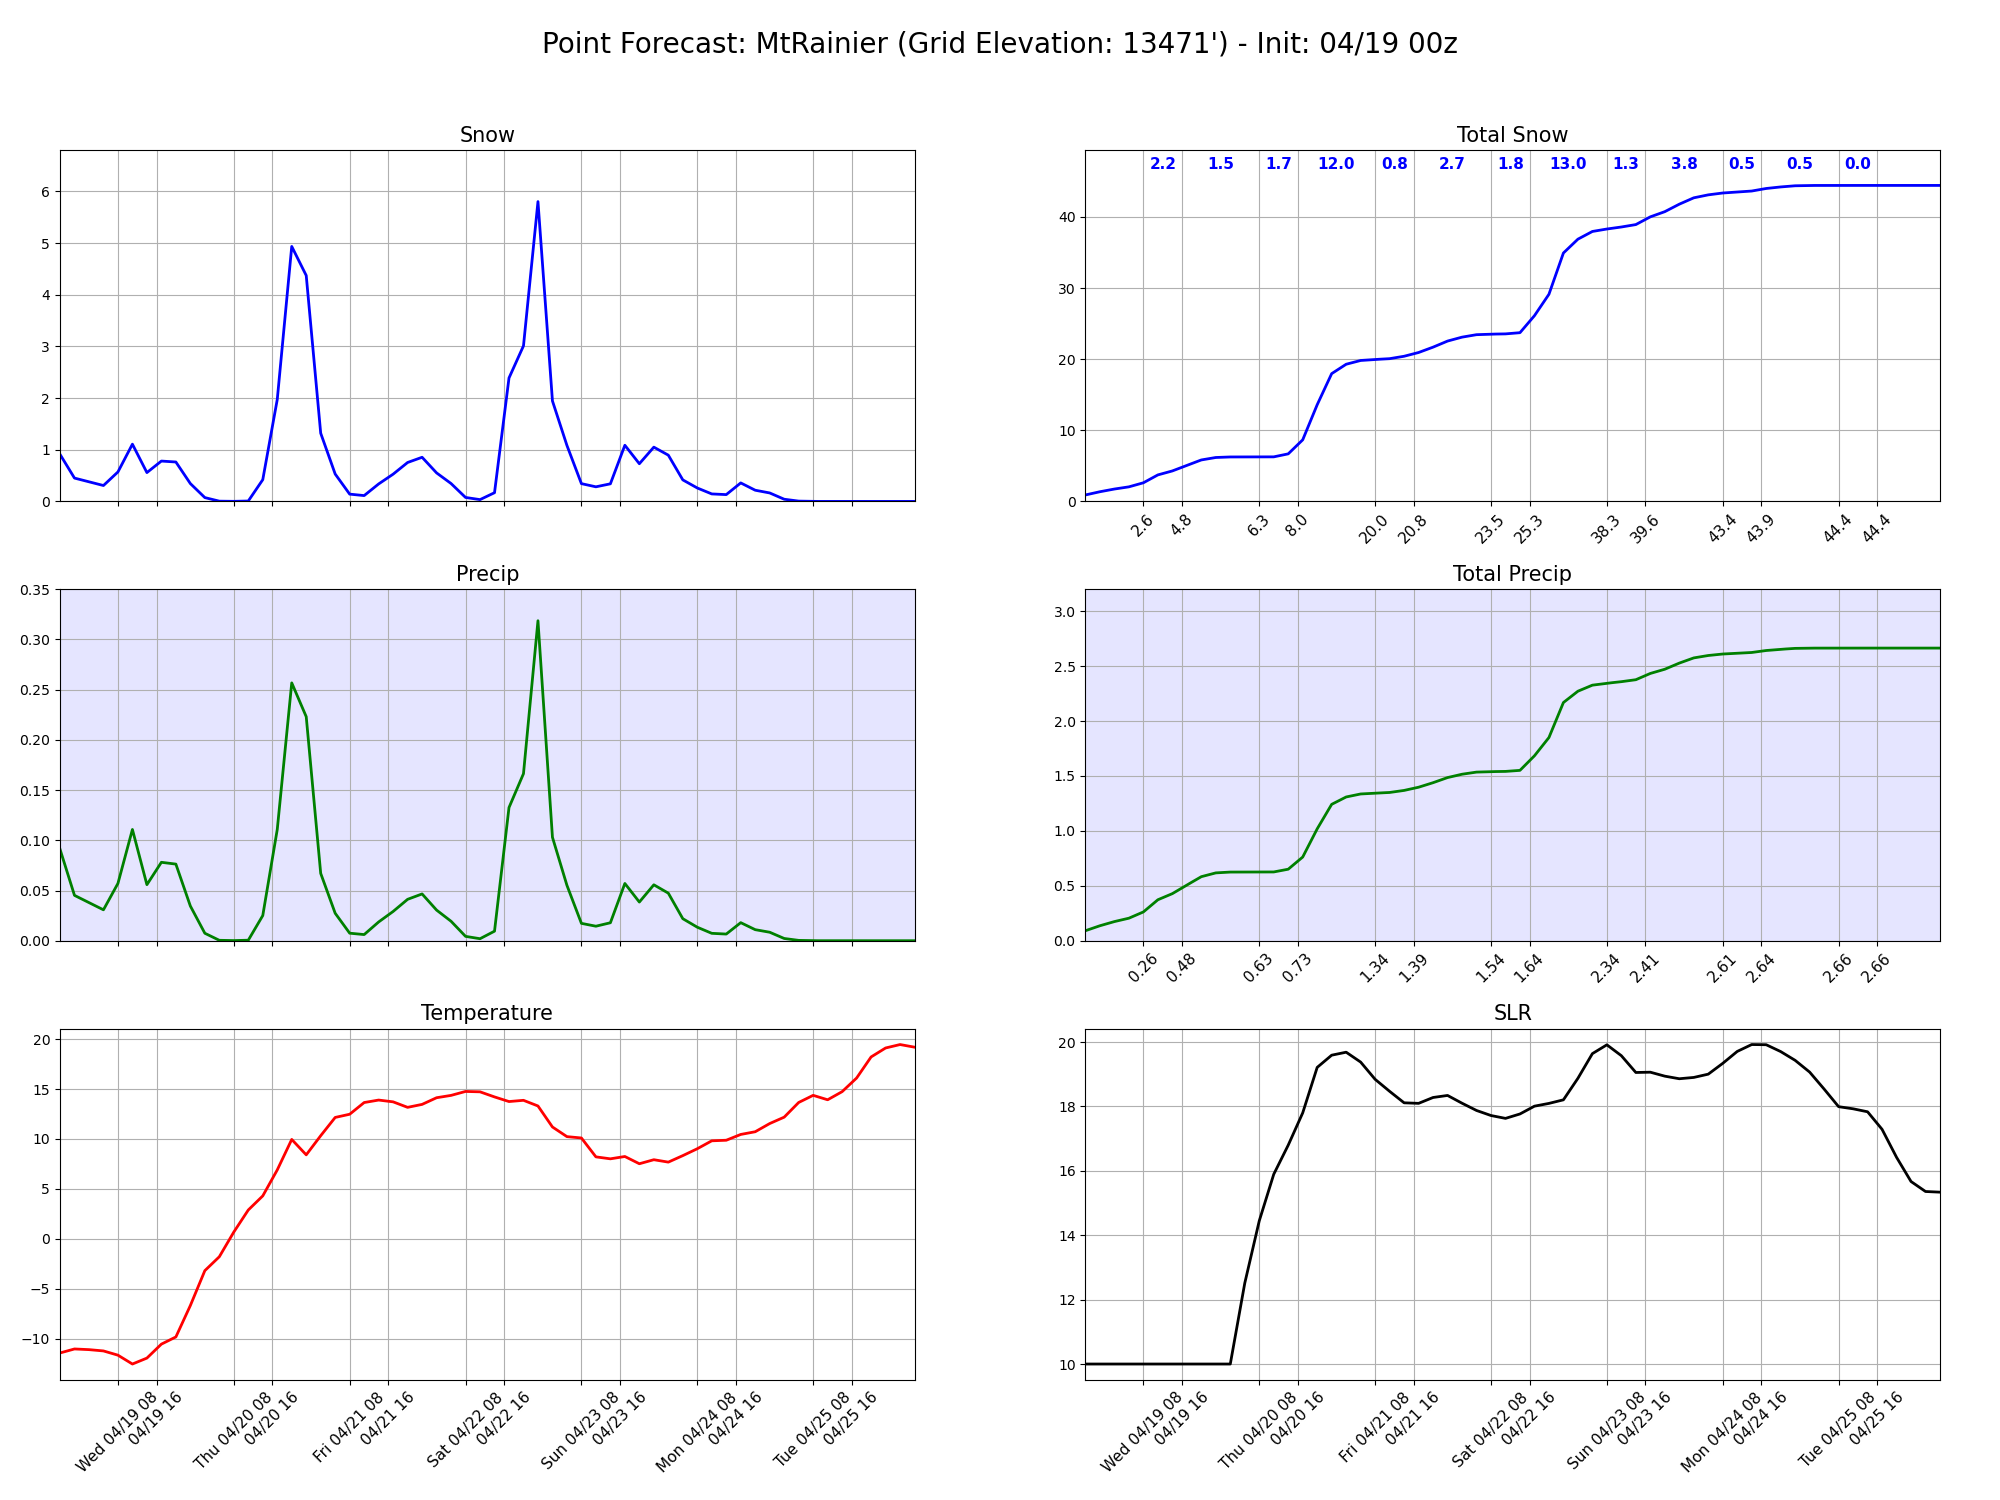 Point Forecast: MtRainier (Grid Elevation: 13471') - Init: 04/19 00z
Snow
6
5
4
3
2
1
0
Total Snow
2.2 1.5 1.7 12.0 0.8 2.7 1.8 13.0 1.3 3.8 0.5 0.5 0.0
40
30
20
10
0
2.6 4.8 6.3 8.0 20.0 20.8 23.5 25.3 38.3 39.6 43.4 43.9 44.4 44.4
Precip
0.35
0.30
0.25
0.20
0.15
0.10
0.05
0.00
Total Precip
3.0
2.5
2.0
1.5
1.0
0.5
0.0
0.26 0.48 0.63 0.73 1.34 1.39 1.54 1.64 2.34 2.41 2.61 2.64 2.66 2.66
Temperature
20
15
10
5
0
−5
−10
Wed 04/19 08
04/19 16
Thu 04/20 08
04/20 16
Fri 04/21 08
04/21 16
Sat 04/22 08
04/22 16
Sun 04/23 08
04/23 16
Mon 04/24 08
04/24 16
Tue 04/25 08
04/25 16
SLR
20
18
16
14
12
10
Wed 04/19 08
04/19 16
Thu 04/20 08
04/20 16
Fri 04/21 08
04/21 16
Sat 04/22 08
04/22 16
Sun 04/23 08
04/23 16
Mon 04/24 08
04/24 16
Tue 04/25 08
04/25 16